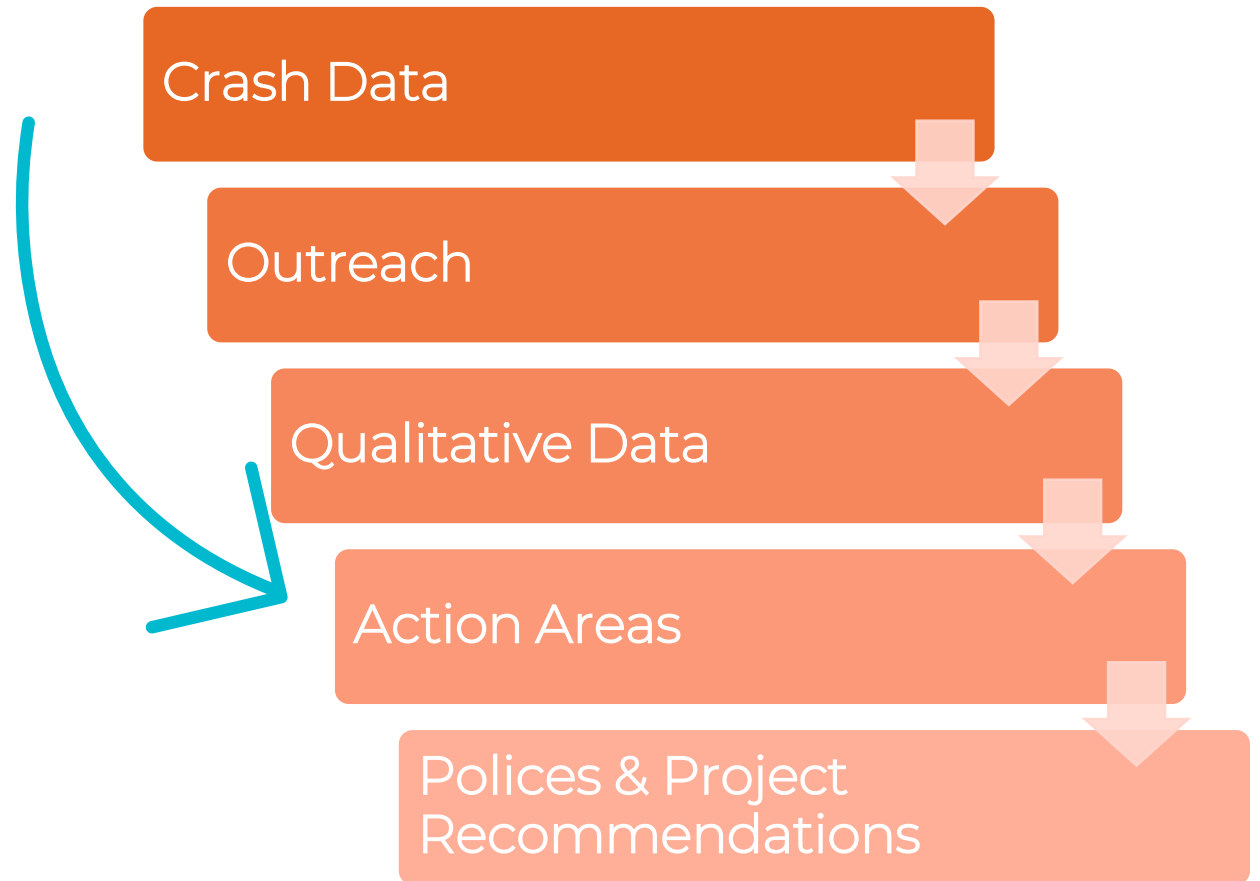 Crash Data
Outreach
Qualitative Data
Action Areas
Polices & Project
Recommendations